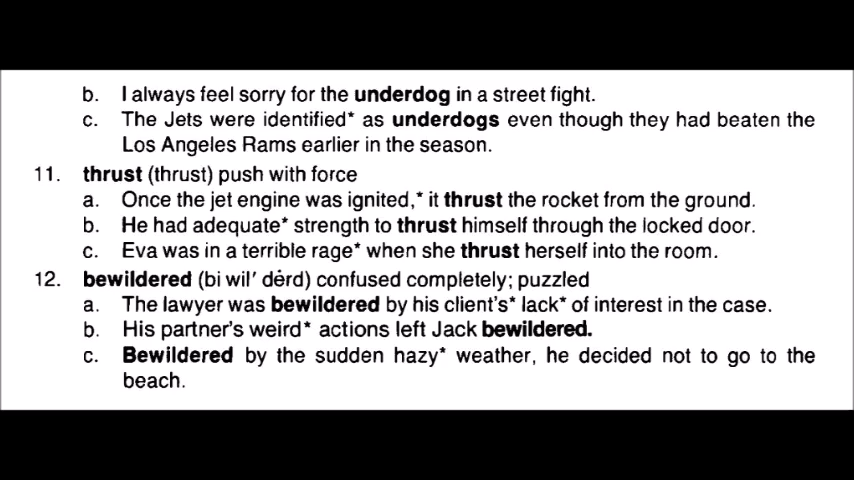 b. I always feel sorry for the underdog in a street fight.
c. The Jets were identified* as underdogs even though they had beaten the
Los Angeles Rams earlier in the season.
11. thrust (thrust) push with force
a. Once the jet engine was ignited,* it thrust the rocket from the ground.
b. He had adequate* strength to thrust himself through the locked door.
c. Eva was in a terrible rage* when she thrust herself into the room.
12. bewildered (bi wil′ dėrd) confused completely; puzzled
a. The lawyer was bewildered by his client's* lack* of interest in the case.
b. His partner's weird* actions left Jack bewildered.
c. Bewildered by the sudden hazy* weather, he decided not to go to the
beach.